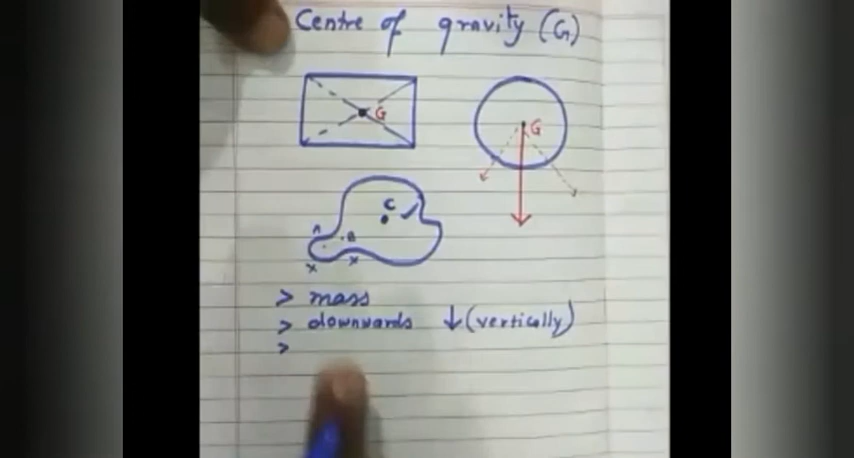 Centre of gravity (G)
G
G
C
A
B
x
x
> mass
> downwards ↓ (vertically)
>